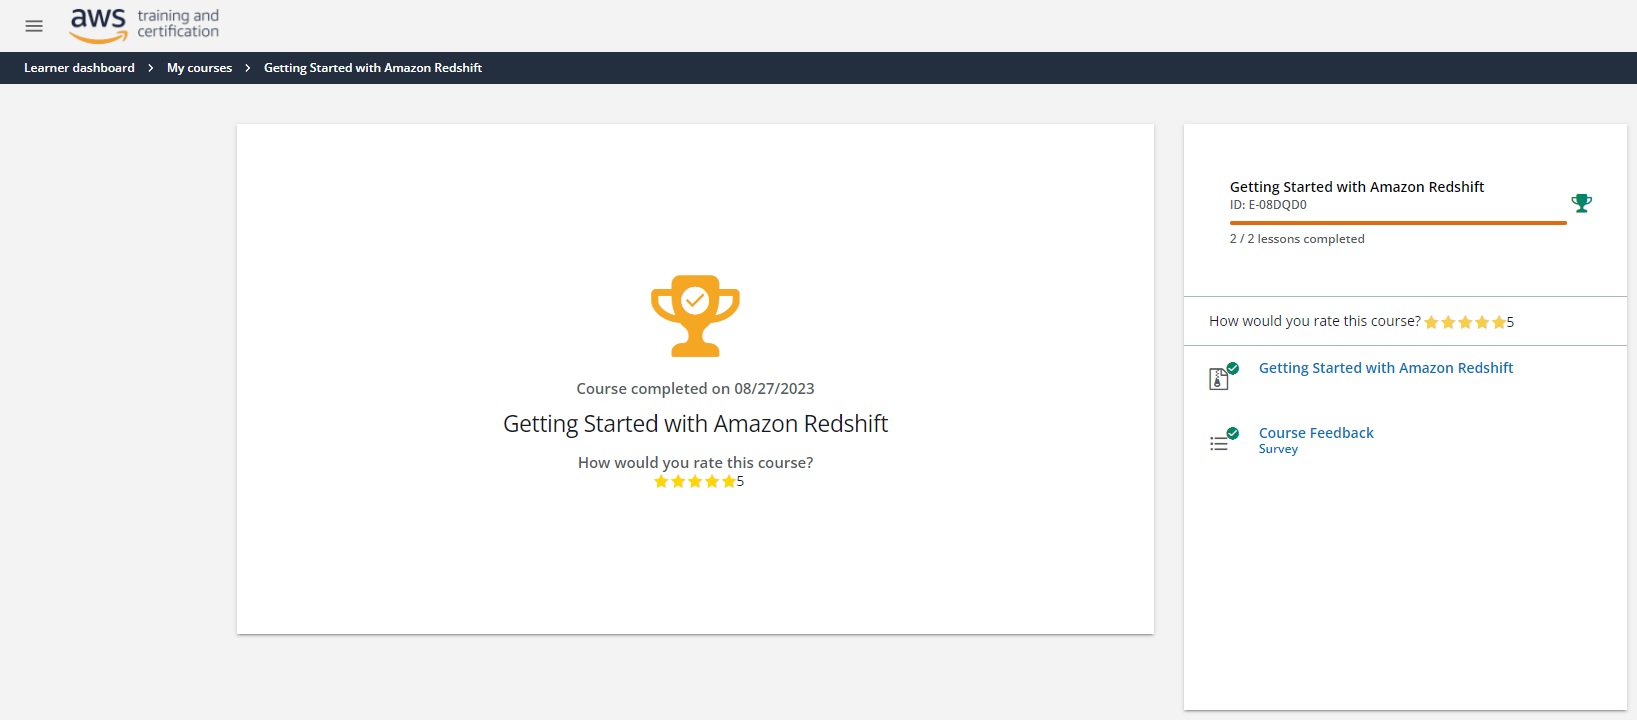 aws training and
certification
Learner dashboard > My courses > Getting Started with Amazon Redshift
Course completed on 08/27/2023
Getting Started with Amazon Redshift
How would you rate this course?
5
Getting Started with Amazon Redshift
ID: E-08DQD0
2 / 2 lessons completed
How would you rate this course? 5
Getting Started with Amazon Redshift
Course Feedback
Survey